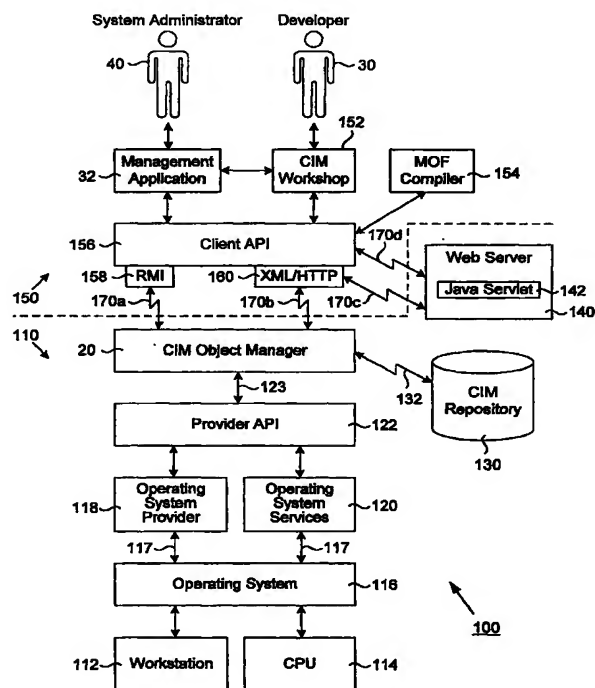 System Administrator
Developer
40
30
152
Management
Application
32
CIM
Workshop
MOF
Compiler
154
156
Client API
170d
158
RMI
160
XML/HTTP
Web Server
Java Servlet
142
140
150
170a
170b
170c
110
20
CIM Object Manager
123
132
CIM
Repository
130
Provider API
122
118
Operating
System
Provider
Operating
System
Services
120
117
117
Operating System
116
100
112
Workstation
CPU
114